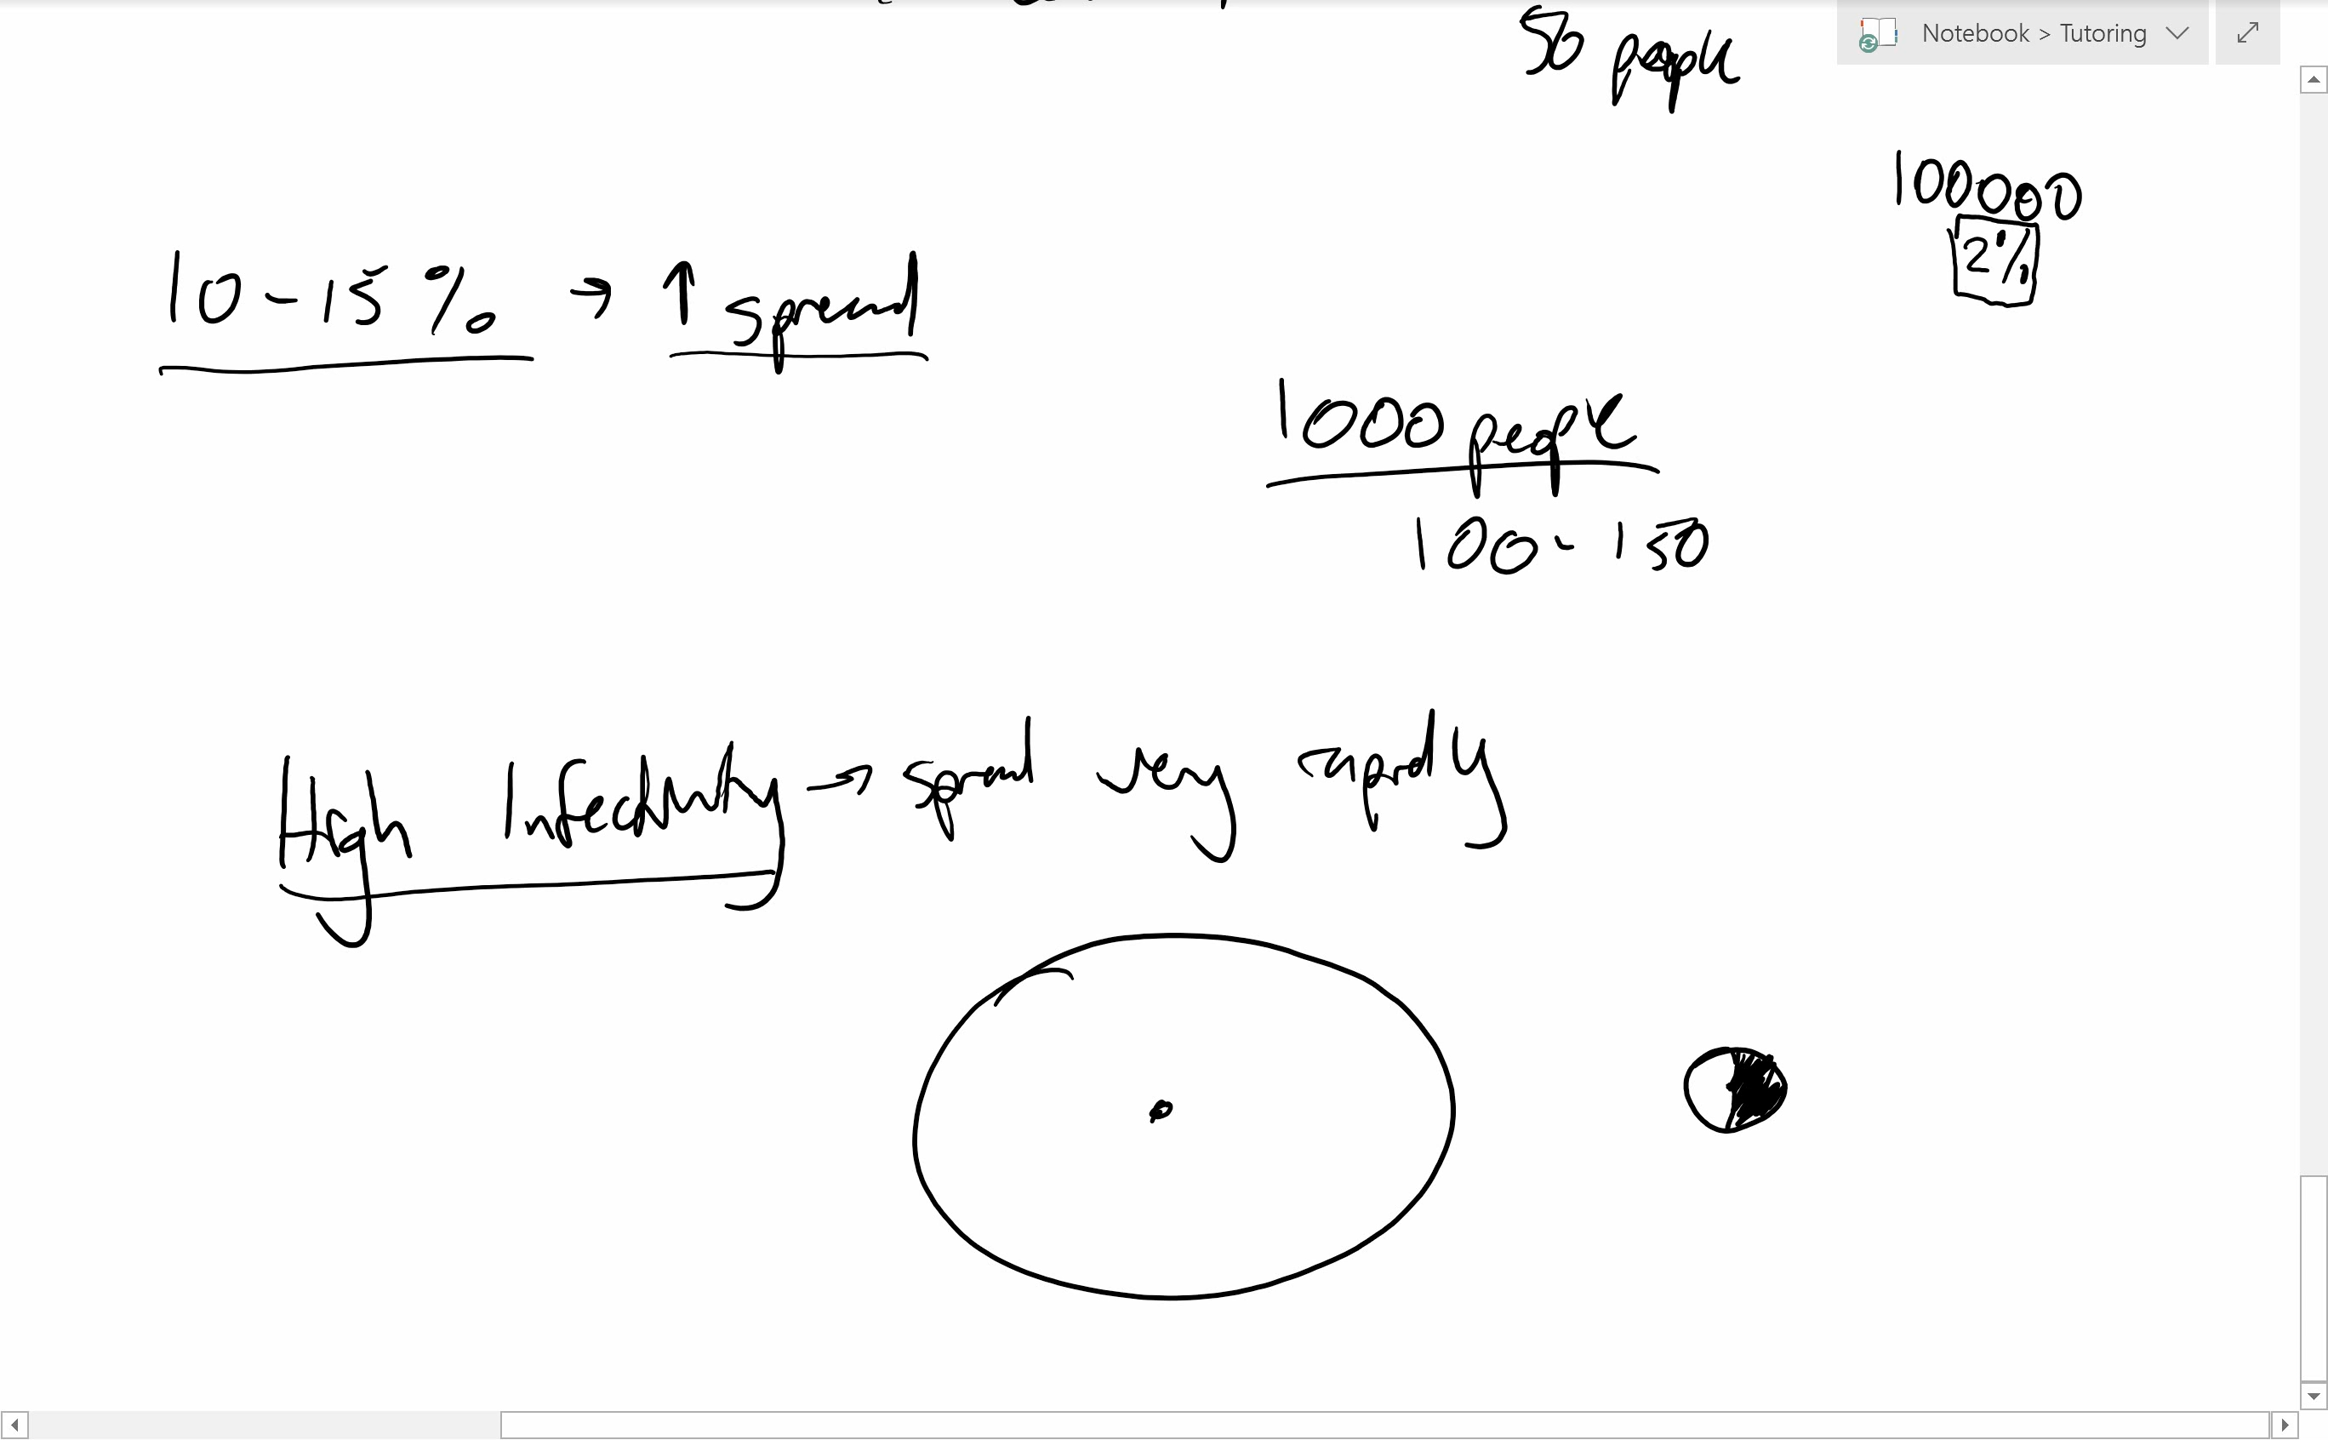 50 people
Notebook > Tutoring
100000
2%
10-15% → ↑ spread
1000 people
100-150
High Infectivity → spread very rapidly